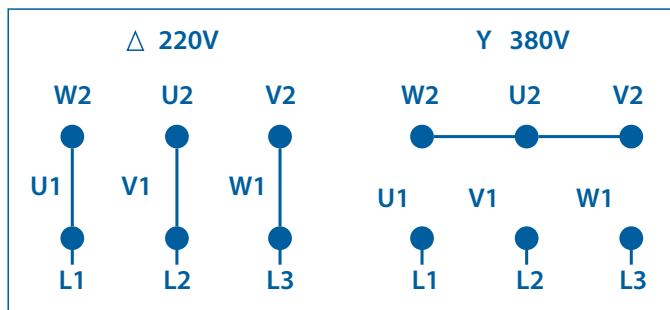 △ 220V Y 380V
W2 U2 V2 W2 U2 V2
U1 V1 W1 U1 V1 W1
L1 L2 L3 L1 L2 L3